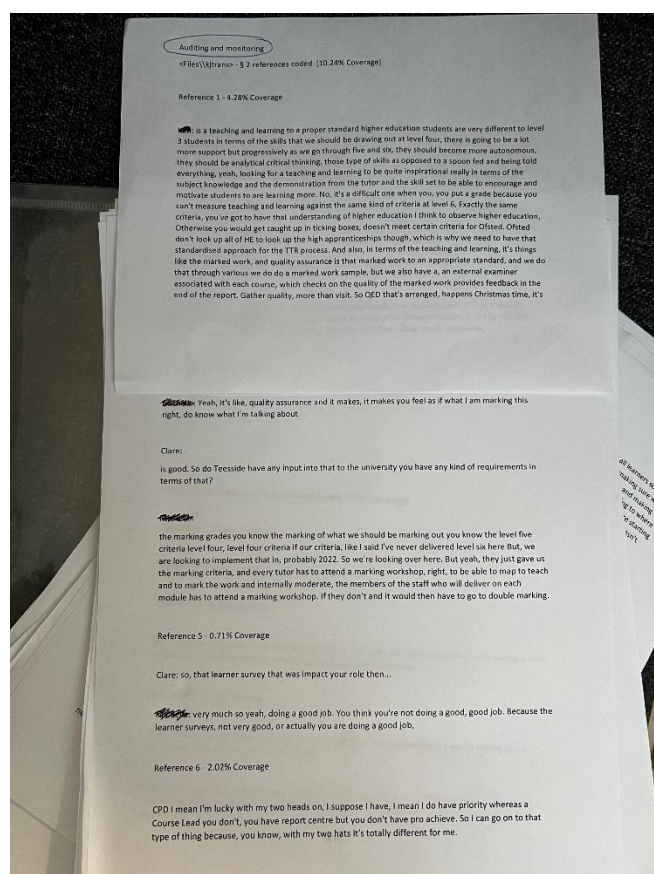 Auditing and monitoring
<Files\\kjtrans> - § 2 references coded [10.24% Coverage]
Reference 1 - 4.28% Coverage
: is a teaching and learning to a proper standard higher education students are very different to level
3 students in terms of the skills that we should be drawing out at level four, there is going to be a lot
more support but progressively as we go through five and six, they should become more autonomous,
they should be analytical critical thinking, those type of skills as opposed to a spoon fed and being told
everything, yeah, looking for a teaching and learning to be quite inspirational really in terms of the
subject knowledge and the demonstration from the tutor and the skill set to be able to encourage and
motivate students to are learning more. No, it's a difficult one when you, you put a grade because you
can't measure teaching and learning against the same kind of criteria at level 6, Exactly the same
criteria, you've got to have that understanding of higher education I think to observe higher education,
Otherwise you would get caught up in ticking boxes, doesn't meet certain criteria for Ofsted. Ofsted
don't look up all of HE to look up the high apprenticeships though, which is why we need to have that
standardised approach for the TTR process. And also, in terms of the teaching and learning, it's things
like the marked work, and quality assurance is that marked work to an appropriate standard, and we do
that through various we do do a marked work sample, but we also have a, an external examiner
associated with each course, which checks on the quality of the marked work provides feedback in the
end of the report. Gather quality, more than visit. So QED that's arranged, happens Christmas time, it's
Yeah, it's like, quality assurance and it makes, it makes you feel as if what I am marking this
right, do know what I'm talking about
Clare:
is good. So do Teesside have any input into that to the university you have any kind of requirements in
terms of that?
the marking grades you know the marking of what we should be marking out you know the level five
criteria level four, level four criteria if our criteria, like I said I've never delivered level six here But, we
are looking to implement that in, probably 2022. So we're looking over here. But yeah, they just gave us
the marking criteria, and every tutor has to attend a marking workshop, right, to be able to map to teach
and to mark the work and internally moderate, the members of the staff who will deliver on each
module has to attend a marking workshop. If they don't and it would then have to go to double marking.
Reference 5 - 0.71% Coverage
Clare: so, that learner survey that was impact your role then...
: very much so yeah, doing a good job. You think you're not doing a good, good job. Because the
learner surveys, not very good, or actually you are doing a good job,
Reference 6 - 2.02% Coverage
CPD I mean I'm lucky with my two heads on, I suppose I have, I mean I do have priority whereas a
Course Lead you don't, you have report centre but you don't have pro achieve. So I can go on to that
type of thing because, you know, with my two hats It's totally different for me.
all learners
making sure
and making
to where
starting